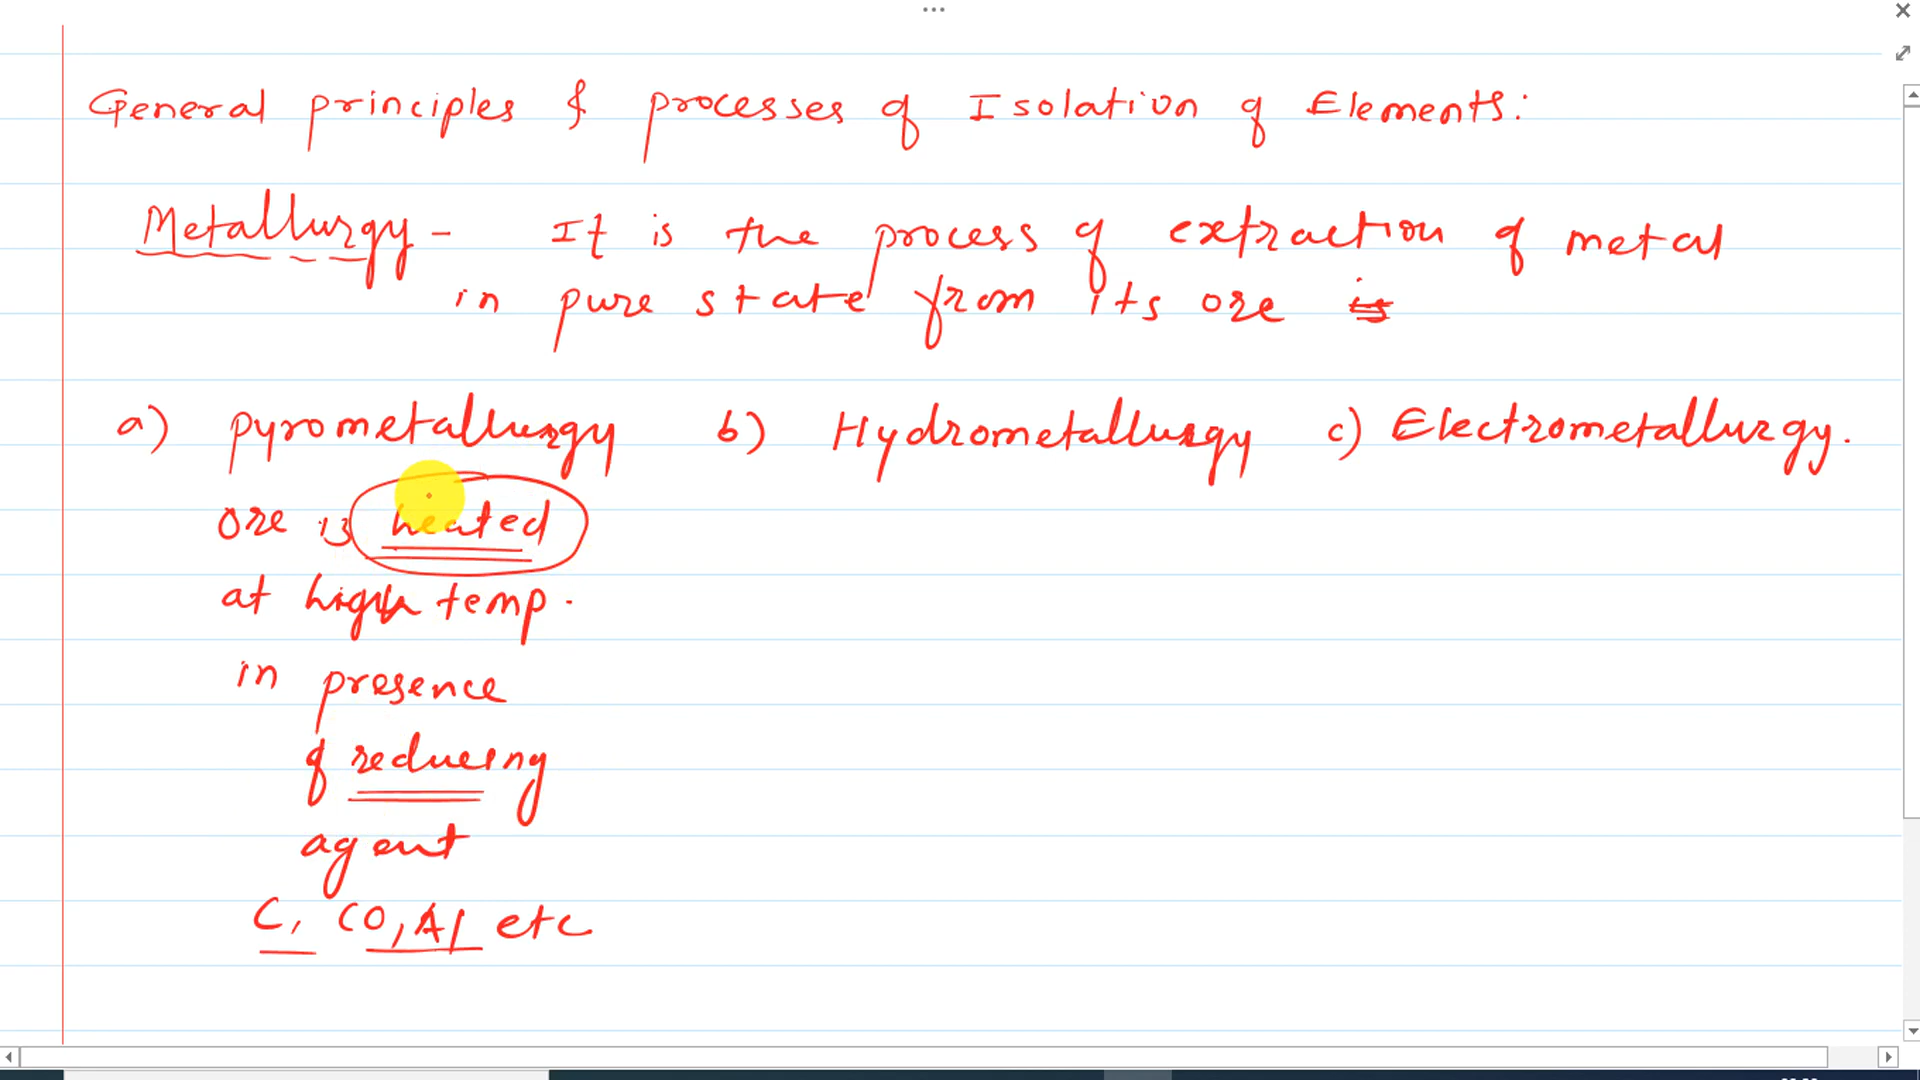 General principles & processes of Isolation of Elements:
Metallurgy - It is the process of extraction of metal
in pure state from its ore is
a) pyrometallurgy b) Hydrometallurgy c) Electrometallurgy.
ore is heated
at high temp.
in presence
of reducing
agent
C, CO, Al etc